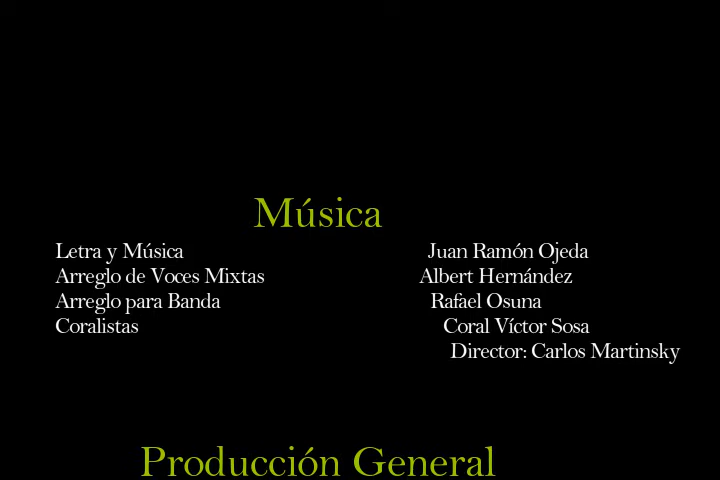 Música
Letra y Música Juan Ramón Ojeda
Arreglo de Voces Mixtas Albert Hernández
Arreglo para Banda Rafael Osuna
Coralistas Coral Víctor Sosa
Director: Carlos Martinsky
Producción General